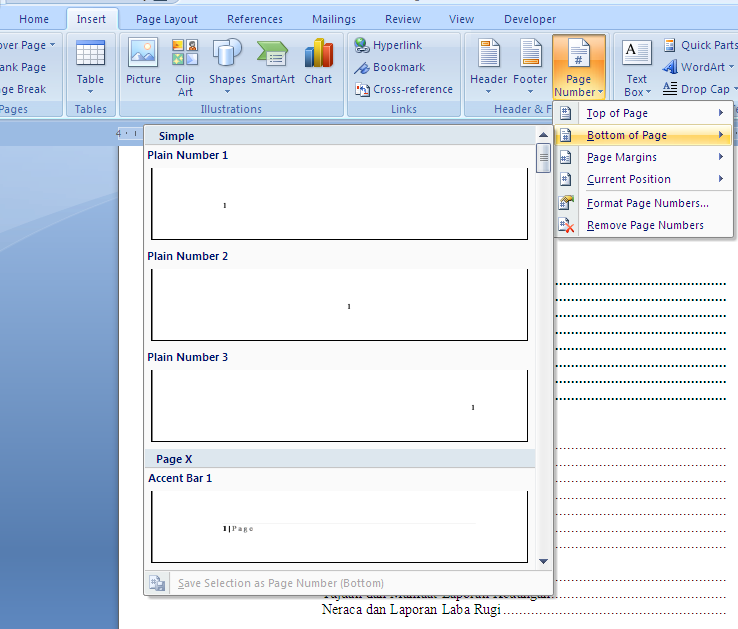 Home Insert Page Layout References Mailings Review View Developer
over Page
ank Page
ge Break
Pages
Table
Tables
Picture Clip Art Shapes SmartArt Chart
Illustrations
Hyperlink
Bookmark
Cross-reference
Links
Header Footer Page Number
Header & F
Text Box
Quick Parts
WordArt
Drop Cap
Top of Page
Bottom of Page
Page Margins
Current Position
Format Page Numbers...
Remove Page Numbers
4
Simple
Plain Number 1
1
Plain Number 2
1
Plain Number 3
1
Page X
Accent Bar 1
1|Page
Save Selection as Page Number (Bottom)
Tujuan dan Manfaat Laporan Keuangan
Neraca dan Laporan Laba Rugi